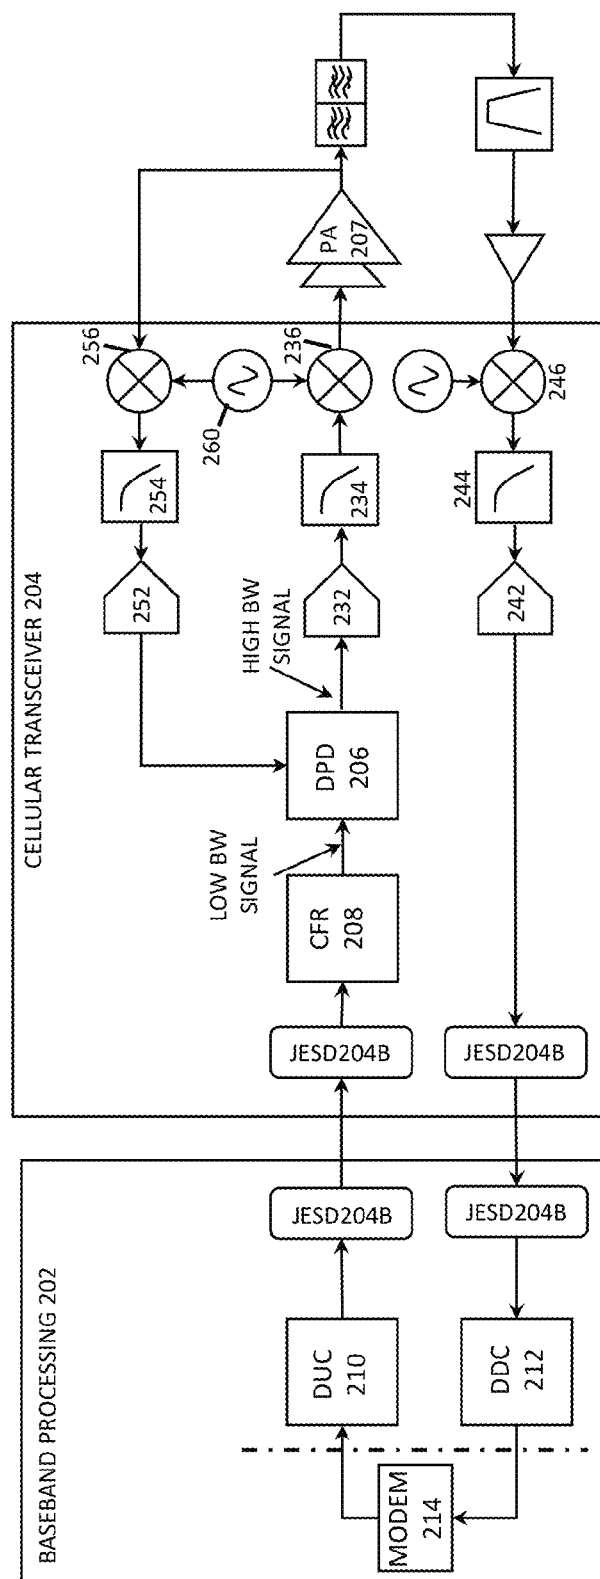 BASEBAND PROCESSING 202
MODEM
214
DUC
210
DDC
212
JESD204B
JESD204B
CELLULAR TRANSCEIVER 204
JESD204B
JESD204B
CFR
208
LOW BW
SIGNAL
DPD
206
HIGH BW
SIGNAL
252
254
256
232
234
236
260
242
244
246
PA
207